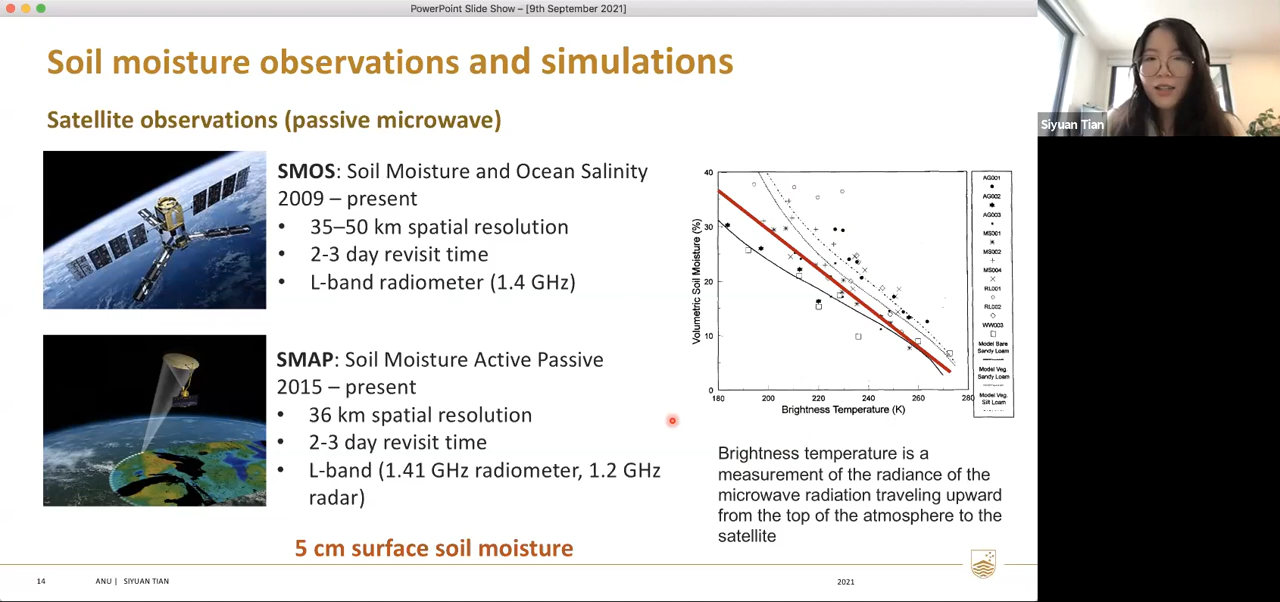 PowerPoint Slide Show – [9th September 2021]
Soil moisture observations and simulations
Satellite observations (passive microwave)
SMOS: Soil Moisture and Ocean Salinity
2009 – present
• 35–50 km spatial resolution
• 2-3 day revisit time
• L-band radiometer (1.4 GHz)
SMAP: Soil Moisture Active Passive
2015 – present
• 36 km spatial resolution
• 2-3 day revisit time
• L-band (1.41 GHz radiometer, 1.2 GHz
radar)
5 cm surface soil moisture
Volumetric Soil Moisture (%)
40
30
20
10
0
180 200 220 240 260 280
Brightness Temperature (K)
AG001
AG002
AG003
MS001
MS002
MS004
RL001
RL002
WW003
Model Bare
Sandy Loam
Model Veg.
Sandy Loam
Model Veg.
Silt Loam
Brightness temperature is a
measurement of the radiance of the
microwave radiation traveling upward
from the top of the atmosphere to the
satellite
14 ANU | SIYUAN TIAN 2021
Siyuan Tian